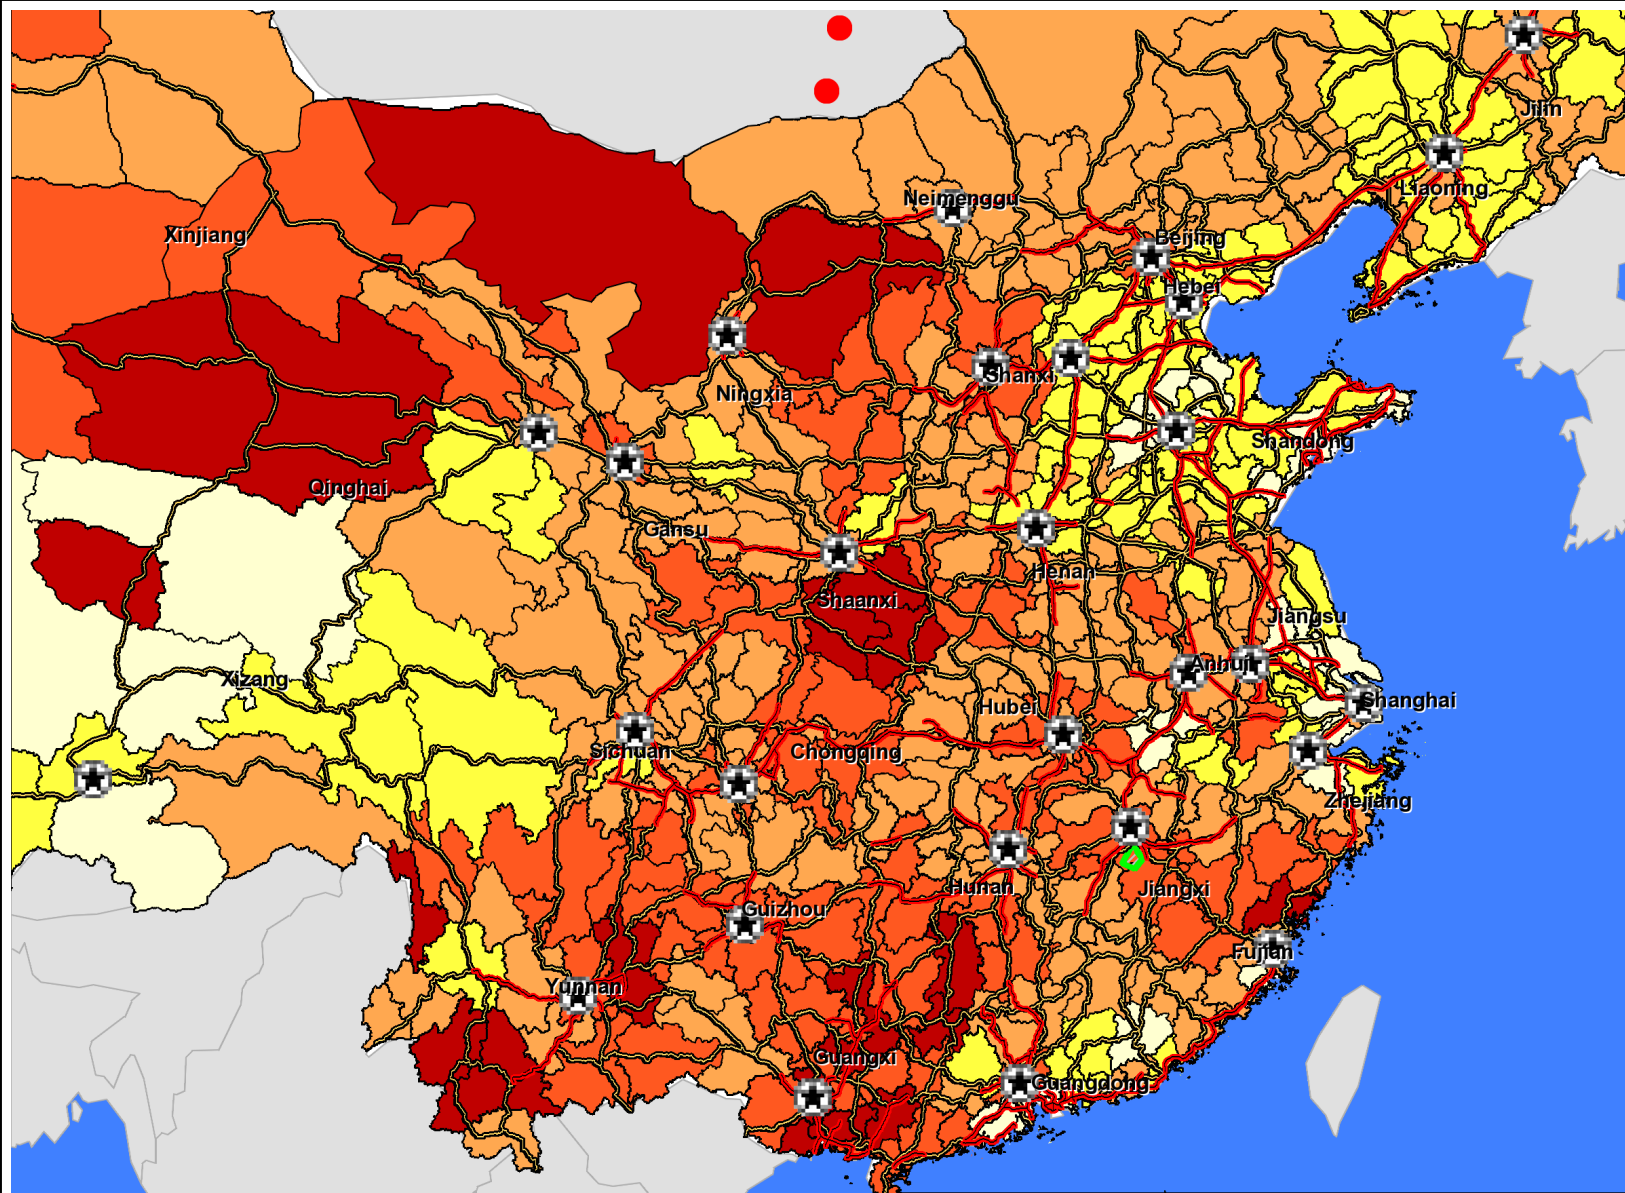 Jilin
Liaoning
Neimenggu
Xinjiang
Beijing
Hebei
Shanxi
Ningxia
Shandong
Qinghai
Gansu
Henan
Shaanxi
Jiangsu
Anhui
Xizang
Shanghai
Hubei
Sichuan
Chongqing
Zhejiang
Hunan
Jiangxi
Guizhou
Fujian
Yunnan
Guangxi
Guangdong